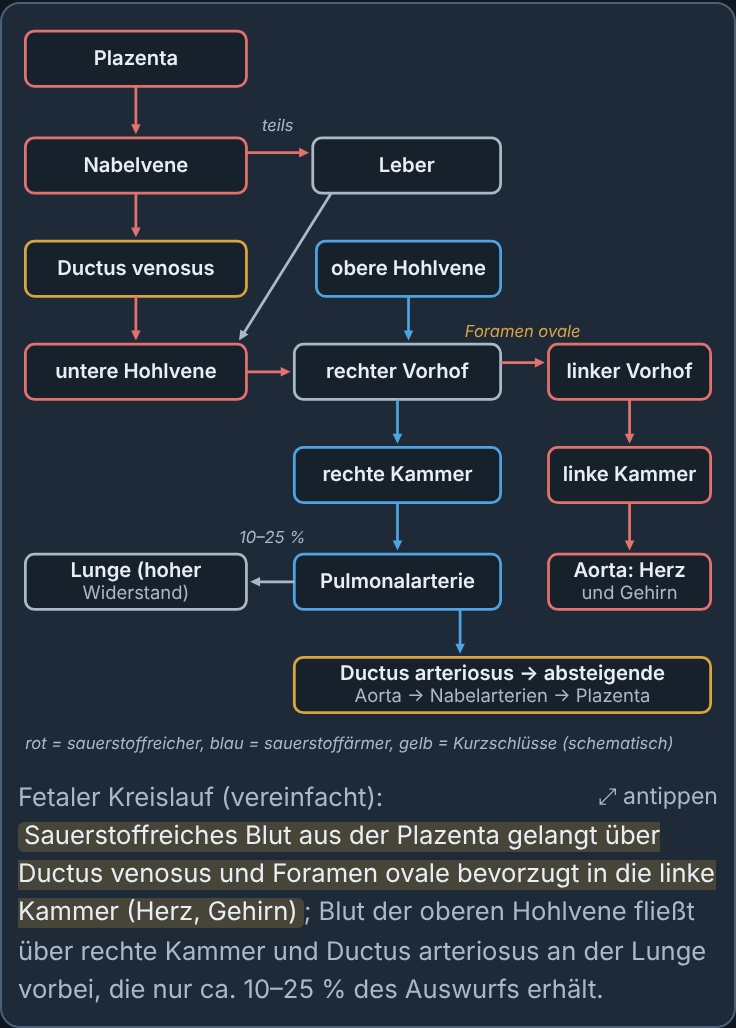 Plazenta
teils
Nabelvene
Leber
Ductus venosus
obere Hohlvene
Foramen ovale
untere Hohlvene
rechter Vorhof
linker Vorhof
rechte Kammer
linke Kammer
10–25 %
Lunge (hoher
Widerstand)
Pulmonalarterie
Aorta: Herz
und Gehirn
Ductus arteriosus → absteigende
Aorta → Nabelarterien → Plazenta
rot = sauerstoffreicher, blau = sauerstoffärmer, gelb = Kurzschlüsse (schematisch)
Fetaler Kreislauf (vereinfacht):
⤢ antippen
Sauerstoffreiches Blut aus der Plazenta gelangt über
Ductus venosus und Foramen ovale bevorzugt in die linke
Kammer (Herz, Gehirn); Blut der oberen Hohlvene fließt
über rechte Kammer und Ductus arteriosus an der Lunge
vorbei, die nur ca. 10–25 % des Auswurfs erhält.